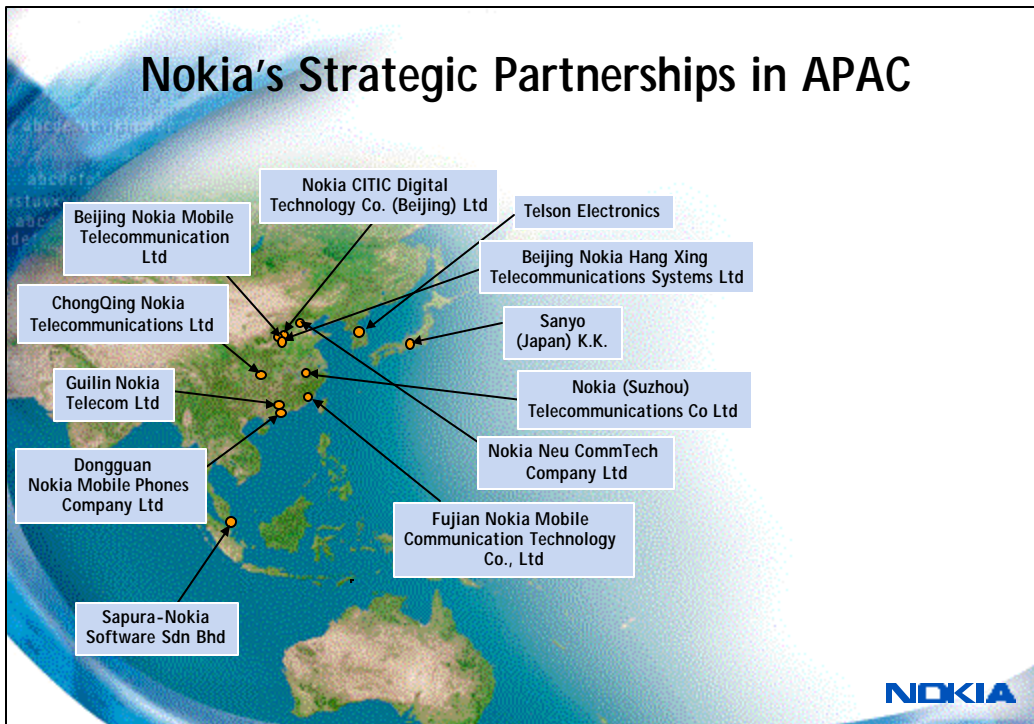 Nokia's Strategic Partnerships in APAC
Nokia CITIC Digital
Technology Co. (Beijing) Ltd
Telson Electronics
Beijing Nokia Mobile
Telecommunication
Ltd
Beijing Nokia Hang Xing
Telecommunications Systems Ltd
ChongQing Nokia
Telecommunications Ltd
Sanyo
(Japan) K.K.
Guilin Nokia
Telecom Ltd
Nokia (Suzhou)
Telecommunications Co Ltd
Nokia Neu CommTech
Company Ltd
Dongguan
Nokia Mobile Phones
Company Ltd
Fujian Nokia Mobile
Communication Technology
Co., Ltd
Sapura-Nokia
Software Sdn Bhd
NOKIA